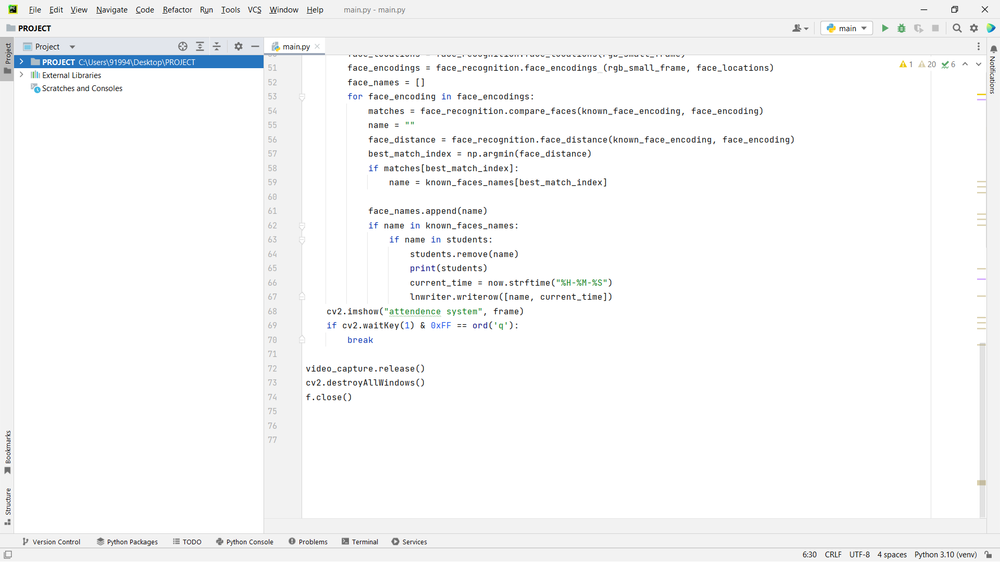 PC File Edit View Navigate Code Refactor Run Tools VCS Window Help main.py - main.py
PROJECT main
Project main.py
PROJECT C:\Users\91994\Desktop\PROJECT
External Libraries
Scratches and Consoles
Project
Bookmarks
Structure
50 face_locations = face_recognition.face_locations(rgb_small_frame)
51 face_encodings = face_recognition.face_encodings (rgb_small_frame, face_locations)
1 20 6
52 face_names = []
53 for face_encoding in face_encodings:
54 matches = face_recognition.compare_faces(known_face_encoding, face_encoding)
55 name = ""
56 face_distance = face_recognition.face_distance(known_face_encoding, face_encoding)
57 best_match_index = np.argmin(face_distance)
58 if matches[best_match_index]:
59 name = known_faces_names[best_match_index]
60
61 face_names.append(name)
62 if name in known_faces_names:
63 if name in students:
64 students.remove(name)
65 print(students)
66 current_time = now.strftime("%H-%M-%S")
67 lnwriter.writerow([name, current_time])
68 cv2.imshow("attendence system", frame)
69 if cv2.waitKey(1) & 0xFF == ord('q'):
70 break
71
72 video_capture.release()
73 cv2.destroyAllWindows()
74 f.close()
75
76
77
Notifications
Version Control Python Packages TODO Python Console Problems Terminal Services
6:30 CRLF UTF-8 4 spaces Python 3.10 (venv)